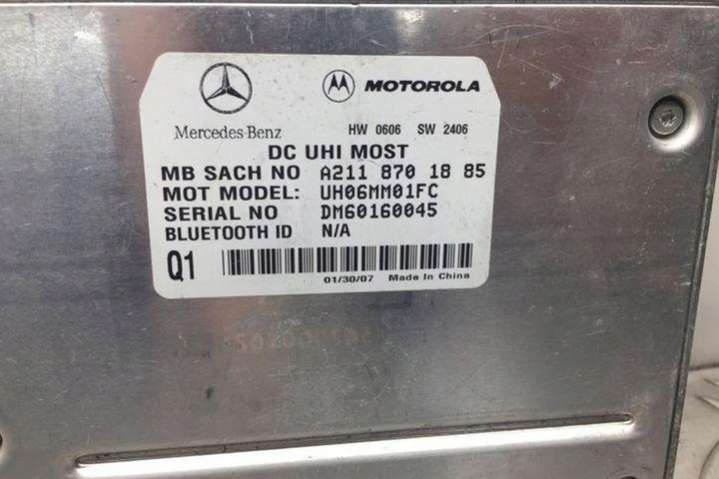 MOTOROLA
Mercedes-Benz HW 0606 SW 2406
DC UHI MOST
MB SACH NO A211 870 18 85
MOT MODEL: UH06MM01FC
SERIAL NO DM60160045
BLUETOOTH ID N/A
Q1
01/30/07 Made In China